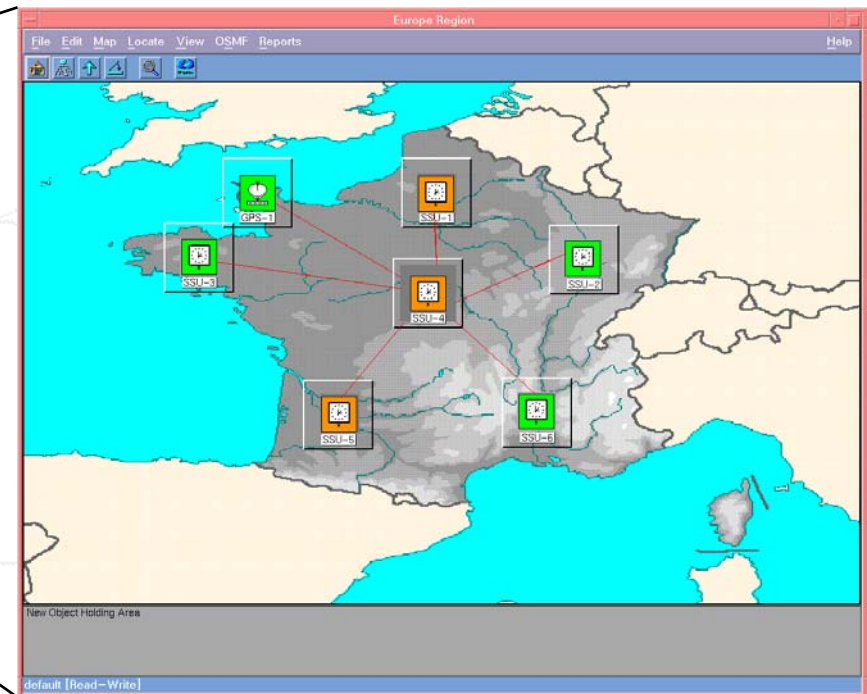 Europe Region
File Edit Map Locate View OSMF Reports Help
GPS-1
SSU-1
SSU-3
SSU-2
SSU-4
SSU-5
SSU-6
New Object Holding Area
default [Read-Write]